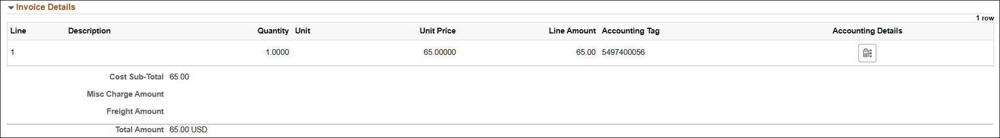 Invoice Details
1 row
Line Description Quantity Unit Unit Price Line Amount Accounting Tag Accounting Details
1 1.0000 65.00000 65.00 5497400056
Cost Sub-Total 65.00
Misc Charge Amount
Freight Amount
Total Amount 65.00 USD